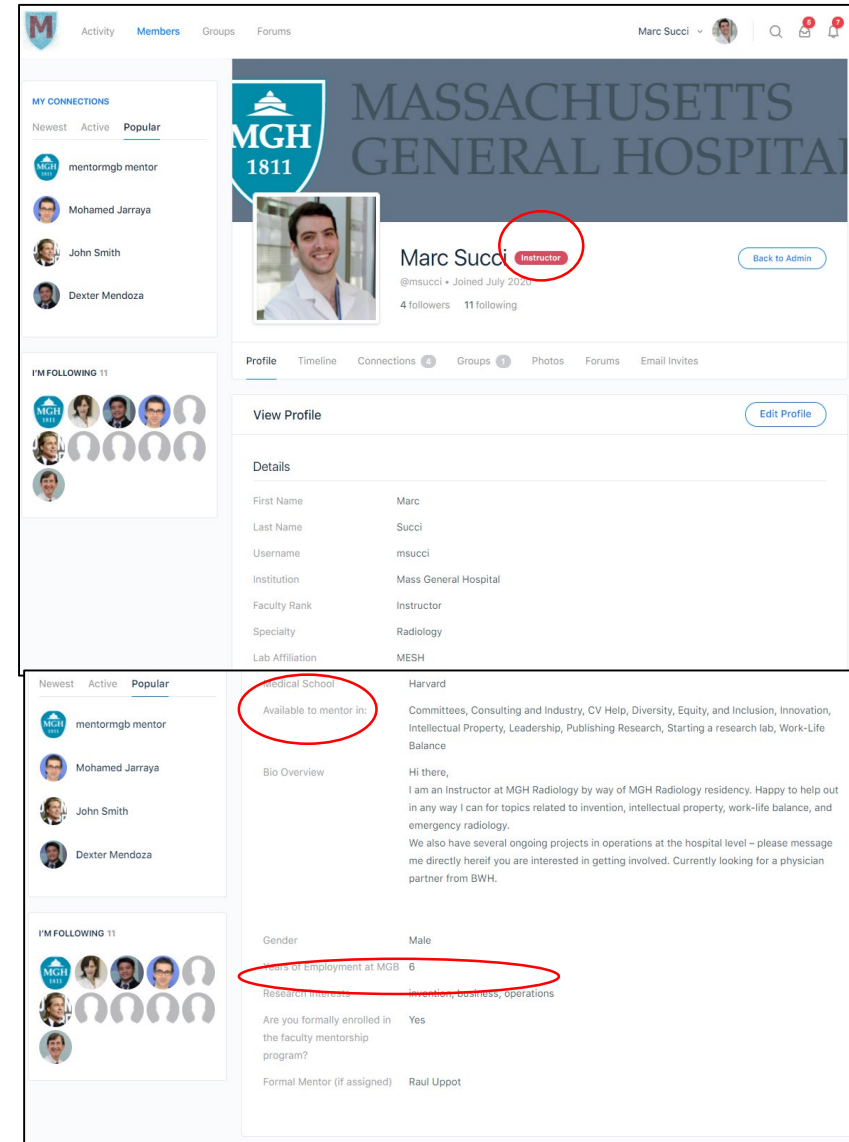 M
Activity Members Groups Forums
Marc Succi
6
7
MY CONNECTIONS
Newest Active Popular
MGH
1811
mentormgb mentor
Mohamed Jarraya
John Smith
Dexter Mendoza
I'M FOLLOWING 11
MGH
1811
MGH
1811
MASSACHUSETTS
GENERAL HOSPITAL
Marc Succi Instructor
@msucci • Joined July 2020
4 followers 11 following
Back to Admin
Profile Timeline Connections 4 Groups 1 Photos Forums Email Invites
View Profile
Edit Profile
Details
First Name Marc
Last Name Succi
Username msucci
Institution Mass General Hospital
Faculty Rank Instructor
Specialty Radiology
Lab Affiliation MESH
Newest Active Popular
MGH
1811
mentormgb mentor
Mohamed Jarraya
John Smith
Dexter Mendoza
I'M FOLLOWING 11
MGH
1811
Medical School Harvard
Available to mentor in: Committees, Consulting and Industry, CV Help, Diversity, Equity, and Inclusion, Innovation,
Intellectual Property, Leadership, Publishing Research, Starting a research lab, Work-Life
Balance
Bio Overview Hi there,
I am an Instructor at MGH Radiology by way of MGH Radiology residency. Happy to help out
in any way I can for topics related to invention, intellectual property, work-life balance, and
emergency radiology.
We also have several ongoing projects in operations at the hospital level – please message
me directly hereif you are interested in getting involved. Currently looking for a physician
partner from BWH.
Gender Male
Years of Employment at MGB 6
Research Interests invention, business, operations
Are you formally enrolled in Yes
the faculty mentorship
program?
Formal Mentor (if assigned) Raul Uppot